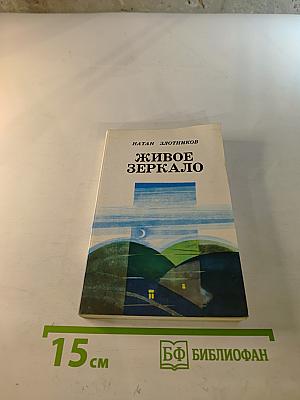 НАТАН ЗЛОТНИКОВ
ЖИВОЕ
ЗЕРКАЛО
15 см
БФ БИБЛИОФАН